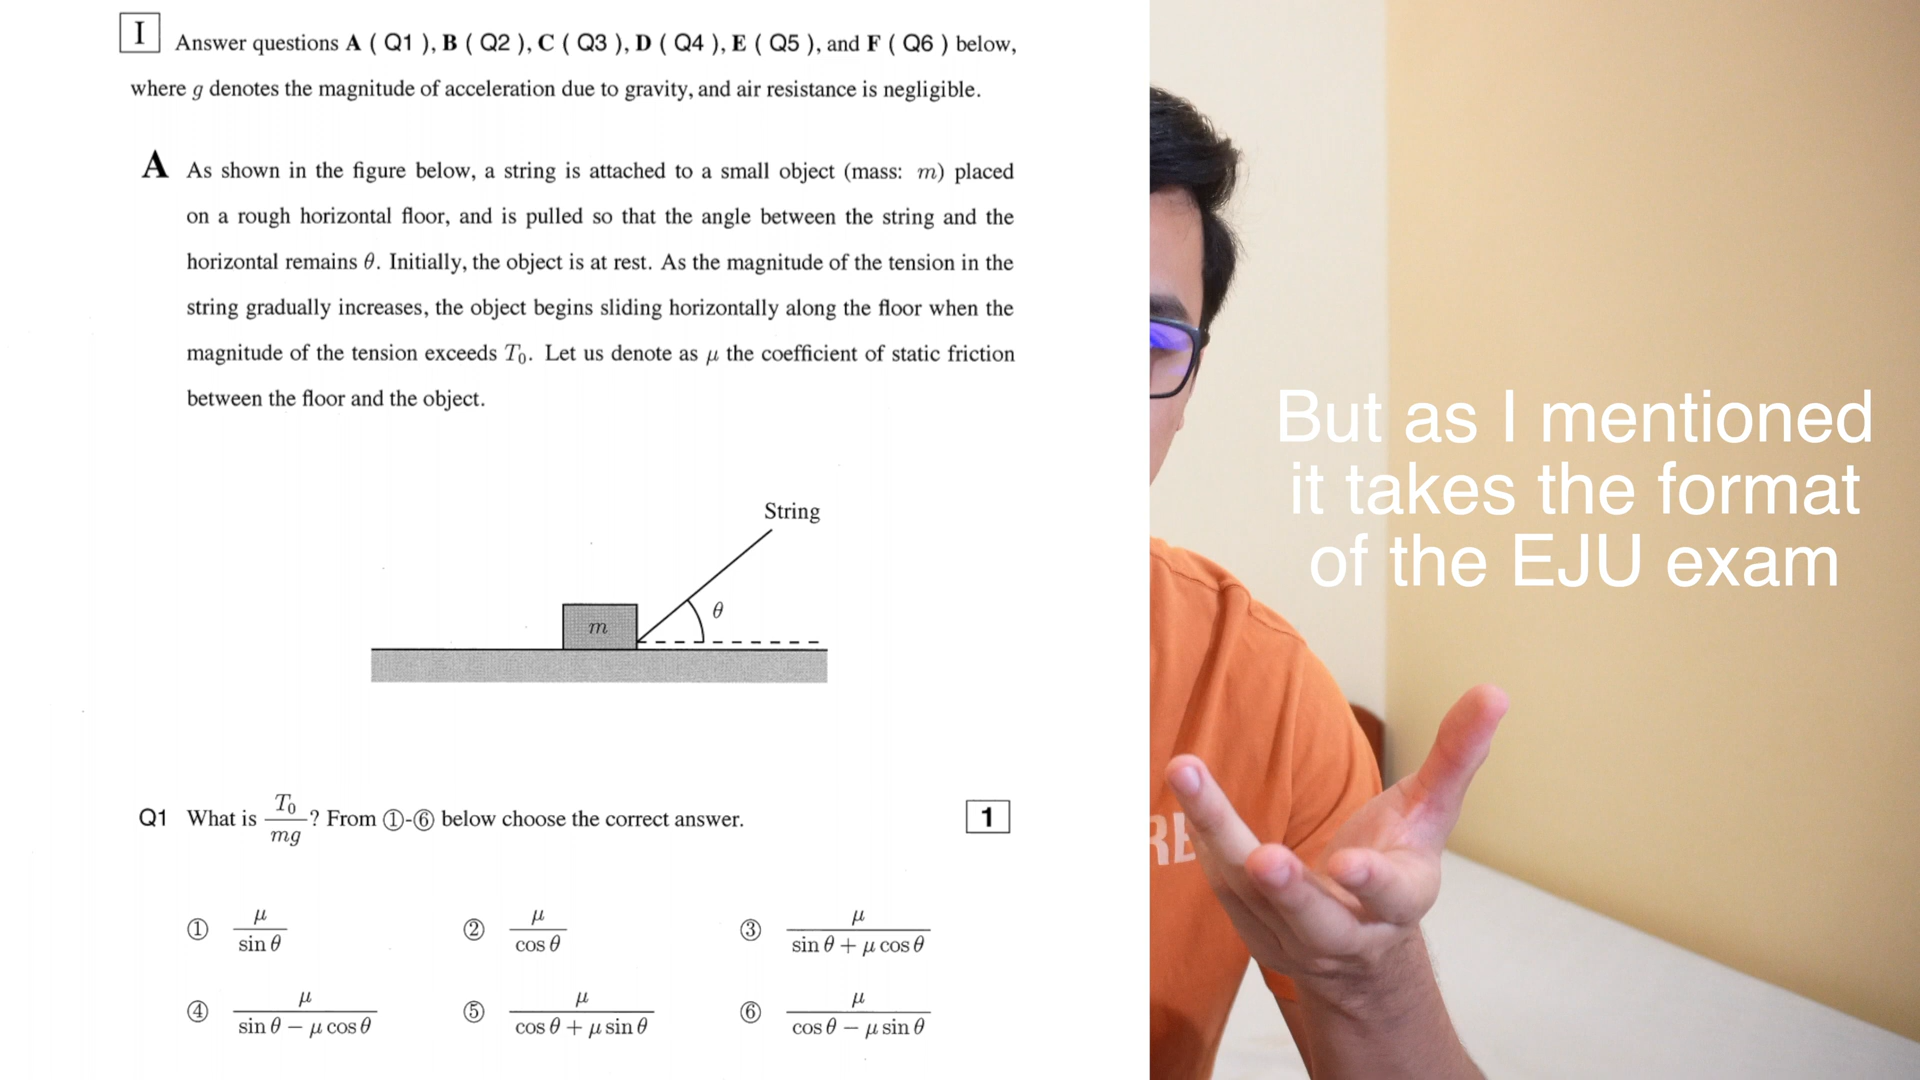 I Answer questions A ( Q1 ), B ( Q2 ), C ( Q3 ), D ( Q4 ), E ( Q5 ), and F ( Q6 ) below,
where g denotes the magnitude of acceleration due to gravity, and air resistance is negligible.
A As shown in the figure below, a string is attached to a small object (mass: m) placed
on a rough horizontal floor, and is pulled so that the angle between the string and the
horizontal remains θ. Initially, the object is at rest. As the magnitude of the tension in the
string gradually increases, the object begins sliding horizontally along the floor when the
magnitude of the tension exceeds T₀. Let us denote as μ the coefficient of static friction
between the floor and the object.
String
θ
m
Q1 What is T₀/mg? From ①-⑥ below choose the correct answer.
1
① μ/sin θ ② μ/cos θ ③ μ/sin θ + μ cos θ
④ μ/sin θ − μ cos θ ⑤ μ/cos θ + μ sin θ ⑥ μ/cos θ − μ sin θ
But as I mentioned
it takes the format
of the EJU exam